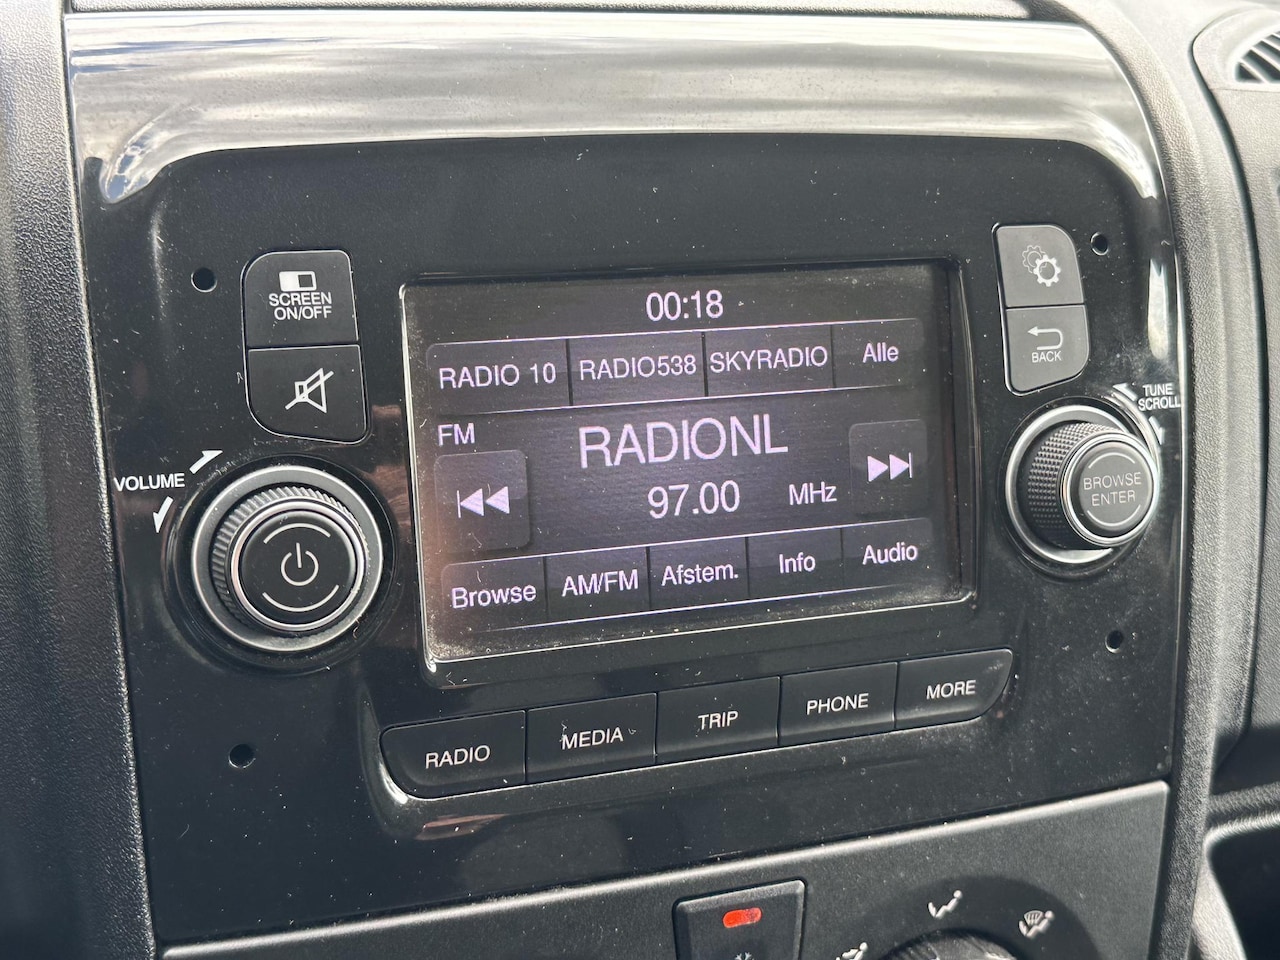 SCREEN
ON/OFF
BACK
VOLUME
TUNE
SCROLL
BROWSE
ENTER
00:18
RADIO 10 RADIO538 SKYRADIO Alle
FM
RADIONL
97.00 MHz
Browse AM/FM Afstem. Info Audio
RADIO MEDIA TRIP PHONE MORE